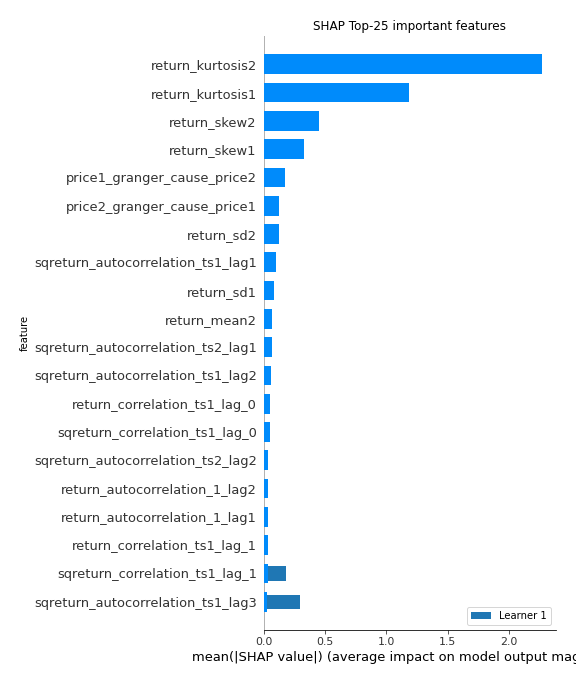 SHAP Top-25 important features
return_kurtosis2
return_kurtosis1
return_skew2
return_skew1
price1_granger_cause_price2
price2_granger_cause_price1
return_sd2
sqreturn_autocorrelation_ts1_lag1
return_sd1
return_mean2
feature
sqreturn_autocorrelation_ts2_lag1
sqreturn_autocorrelation_ts1_lag2
return_correlation_ts1_lag_0
sqreturn_correlation_ts1_lag_0
sqreturn_autocorrelation_ts2_lag2
return_autocorrelation_1_lag2
return_autocorrelation_1_lag1
return_correlation_ts1_lag_1
sqreturn_correlation_ts1_lag_1
sqreturn_autocorrelation_ts1_lag3
Learner 1
0.0 0.5 1.0 1.5 2.0
mean(|SHAP value|) (average impact on model output mag